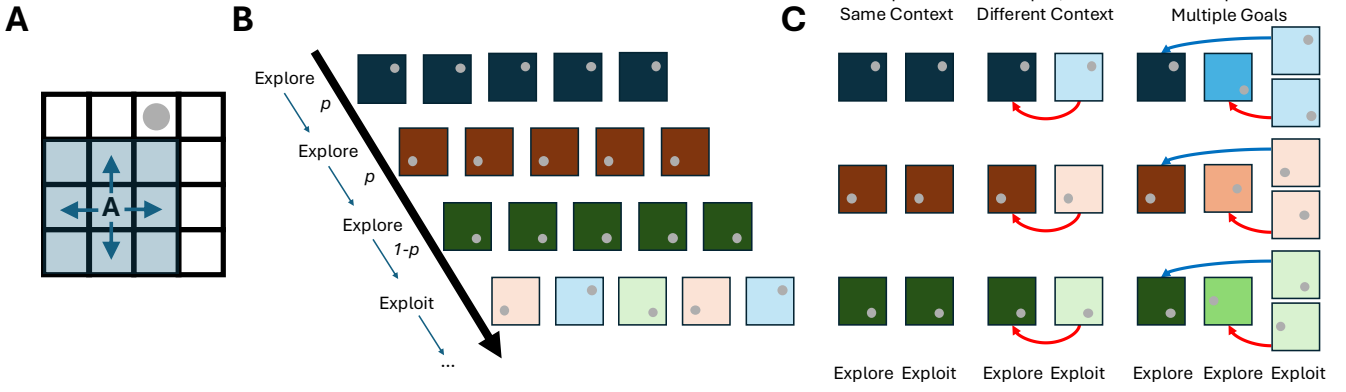 A
B
C
Same Context
Different Context
Multiple Goals
A
Explore
p
Explore
p
Explore
1-p
Exploit
...
Explore Exploit
Explore Exploit
Explore Explore Exploit